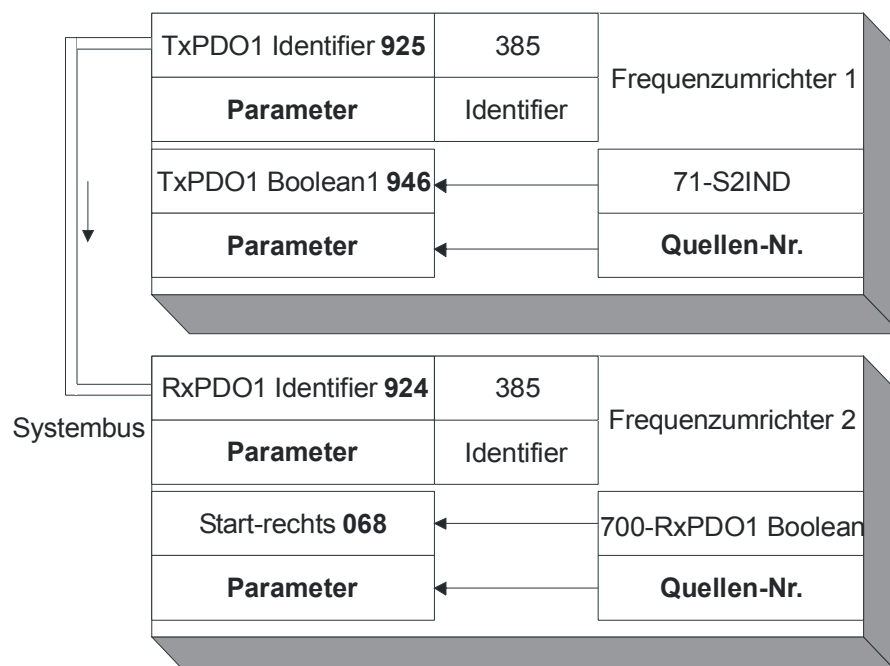 TxPDO1 Identifier 925 385
Frequenzumrichter 1
Parameter Identifier
TxPDO1 Boolean1 946 71-S2IND
Parameter Quellen-Nr.
RxPDO1 Identifier 924 385
Frequenzumrichter 2
Systembus
Parameter Identifier
Start-rechts 068 700-RxPDO1 Boolean
Parameter Quellen-Nr.